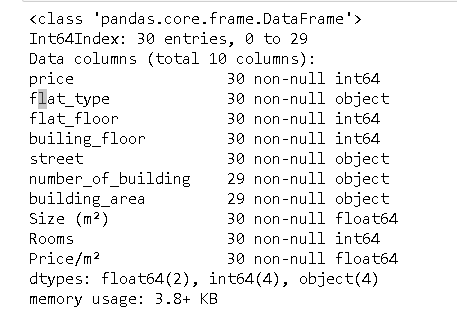 <class 'pandas.core.frame.DataFrame'>
Int64Index: 30 entries, 0 to 29
Data columns (total 10 columns):
price                 30 non-null int64
flat_type             30 non-null object
flat_floor            30 non-null int64
builing_floor         30 non-null int64
street                30 non-null object
number_of_building    29 non-null object
building_area         29 non-null object
Size (m²)             30 non-null float64
Rooms                 30 non-null int64
Price/m²              30 non-null float64
dtypes: float64(2), int64(4), object(4)
memory usage: 3.8+ KB